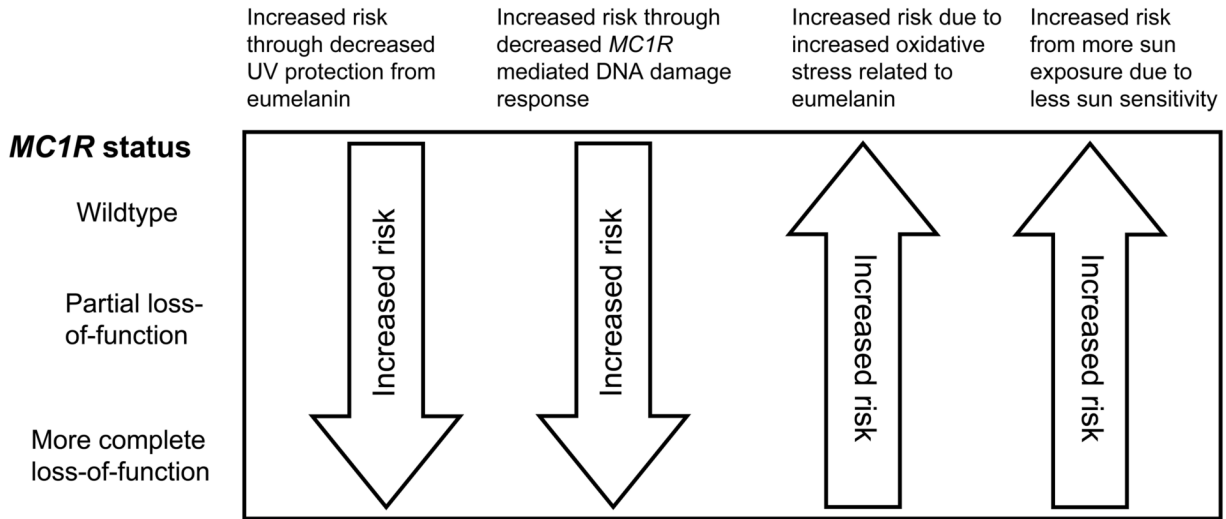 Increased risk
through decreased
UV protection from
eumelanin
Increased risk through
decreased MC1R
mediated DNA damage
response
Increased risk due to
increased oxidative
stress related to
eumelanin
Increased risk
from more sun
exposure due to
less sun sensitivity
MC1R status
Wildtype
Partial loss-
of-function
More complete
loss-of-function
Increased risk
Increased risk
Increased risk
Increased risk